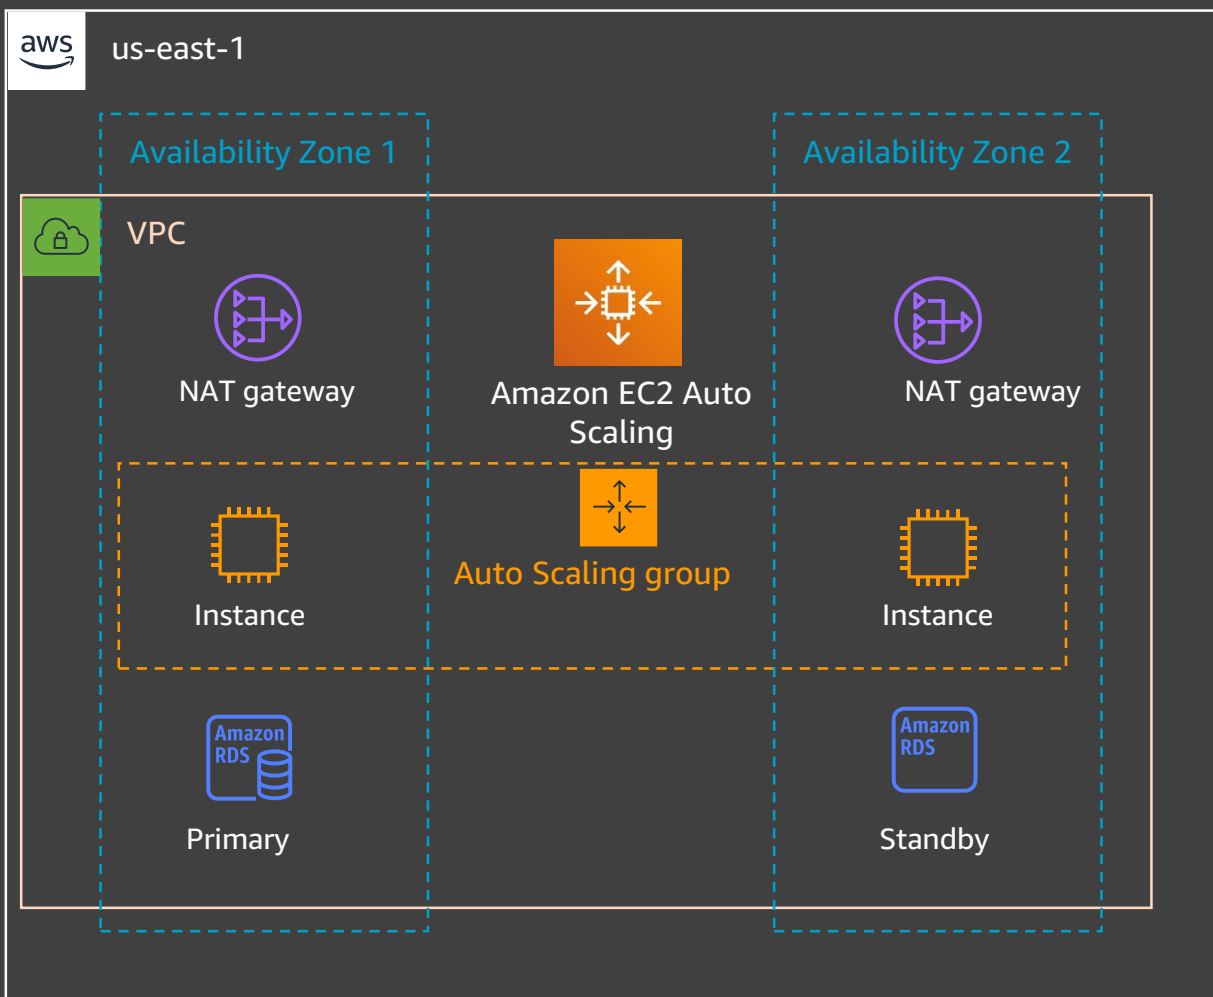 aws
us-east-1
Availability Zone 1
Availability Zone 2
VPC
NAT gateway
Amazon EC2 Auto
Scaling
NAT gateway
Auto Scaling group
Instance
Instance
Amazon
RDS
Primary
Amazon
RDS
Standby